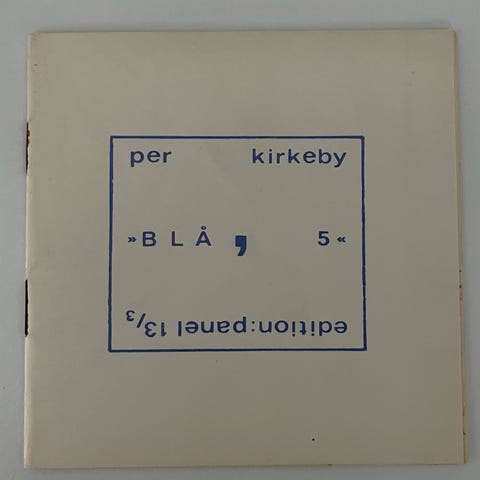 per kirkeby
»BLÅ, 5«
edition:panel 13/3